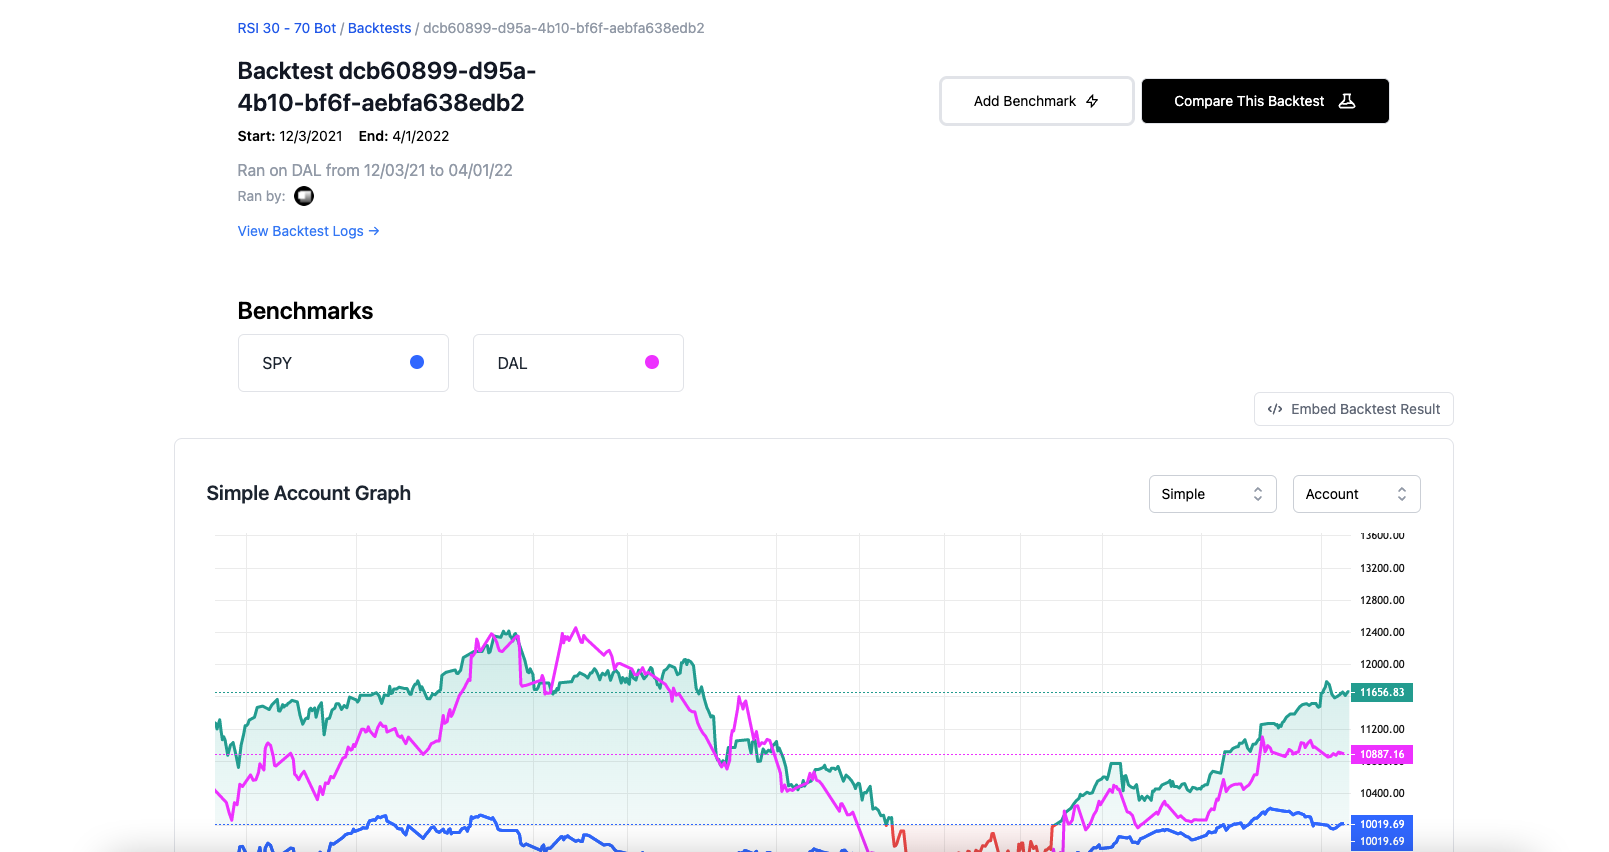 RSI 30 - 70 Bot / Backtests / dcb60899-d95a-4b10-bf6f-aebfa638edb2
Backtest dcb60899-d95a-
4b10-bf6f-aebfa638edb2
Add Benchmark
Compare This Backtest
Start: 12/3/2021 End: 4/1/2022
Ran on DAL from 12/03/21 to 04/01/22
Ran by:
View Backtest Logs →
Benchmarks
SPY
DAL
</> Embed Backtest Result
Simple Account Graph
Simple
Account
13600.00
13200.00
12800.00
12400.00
12000.00
11656.83
11200.00
10887.16
10400.00
10019.69
10019.69